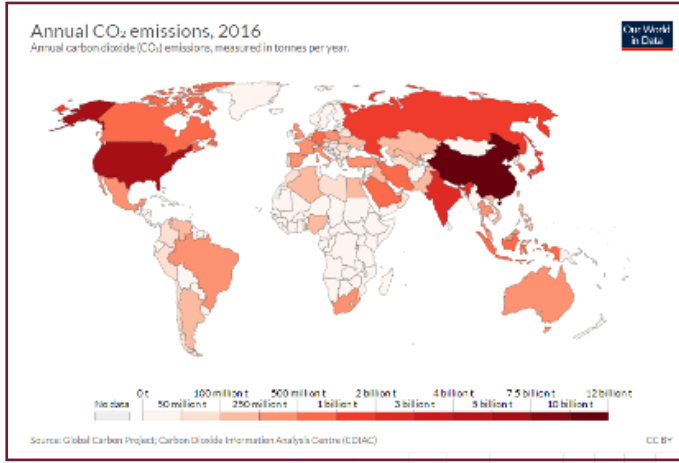 Annual CO₂ emissions, 2016
Annual carbon dioxide (CO₂) emissions, measured in tonnes per year.
Our World
in Data
No data
0 t
100 million t
500 million t
2 billion t
4 billion t
7.5 billion t
12 billion t
50 million t
250 million t
1 billion t
3 billion t
5 billion t
10 billion t
Source: Global Carbon Project; Carbon Dioxide Information Analysis Centre (CDIAC)
CC BY